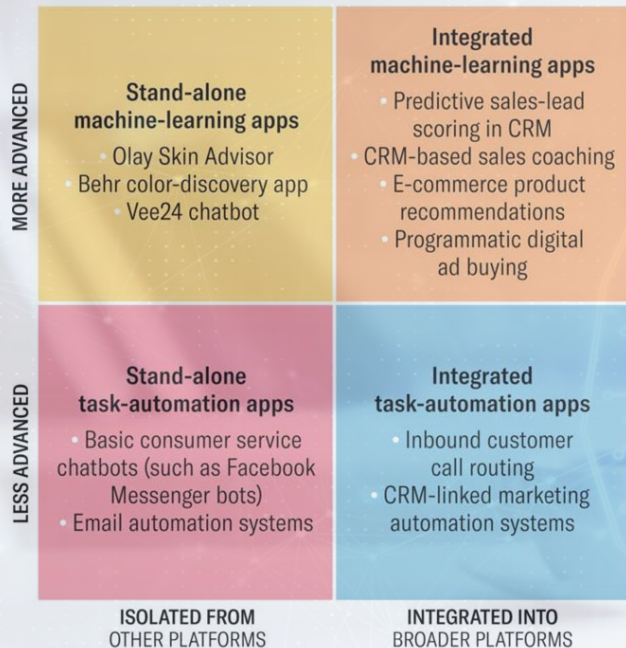 MORE ADVANCED
Stand-alone
machine-learning apps
• Olay Skin Advisor
• Behr color-discovery app
• Vee24 chatbot
Integrated
machine-learning apps
• Predictive sales-lead
scoring in CRM
• CRM-based sales coaching
• E-commerce product
recommendations
• Programmatic digital
ad buying
LESS ADVANCED
Stand-alone
task-automation apps
• Basic consumer service
chatbots (such as Facebook
Messenger bots)
• Email automation systems
Integrated
task-automation apps
• Inbound customer
call routing
• CRM-linked marketing
automation systems
ISOLATED FROM
OTHER PLATFORMS
INTEGRATED INTO
BROADER PLATFORMS